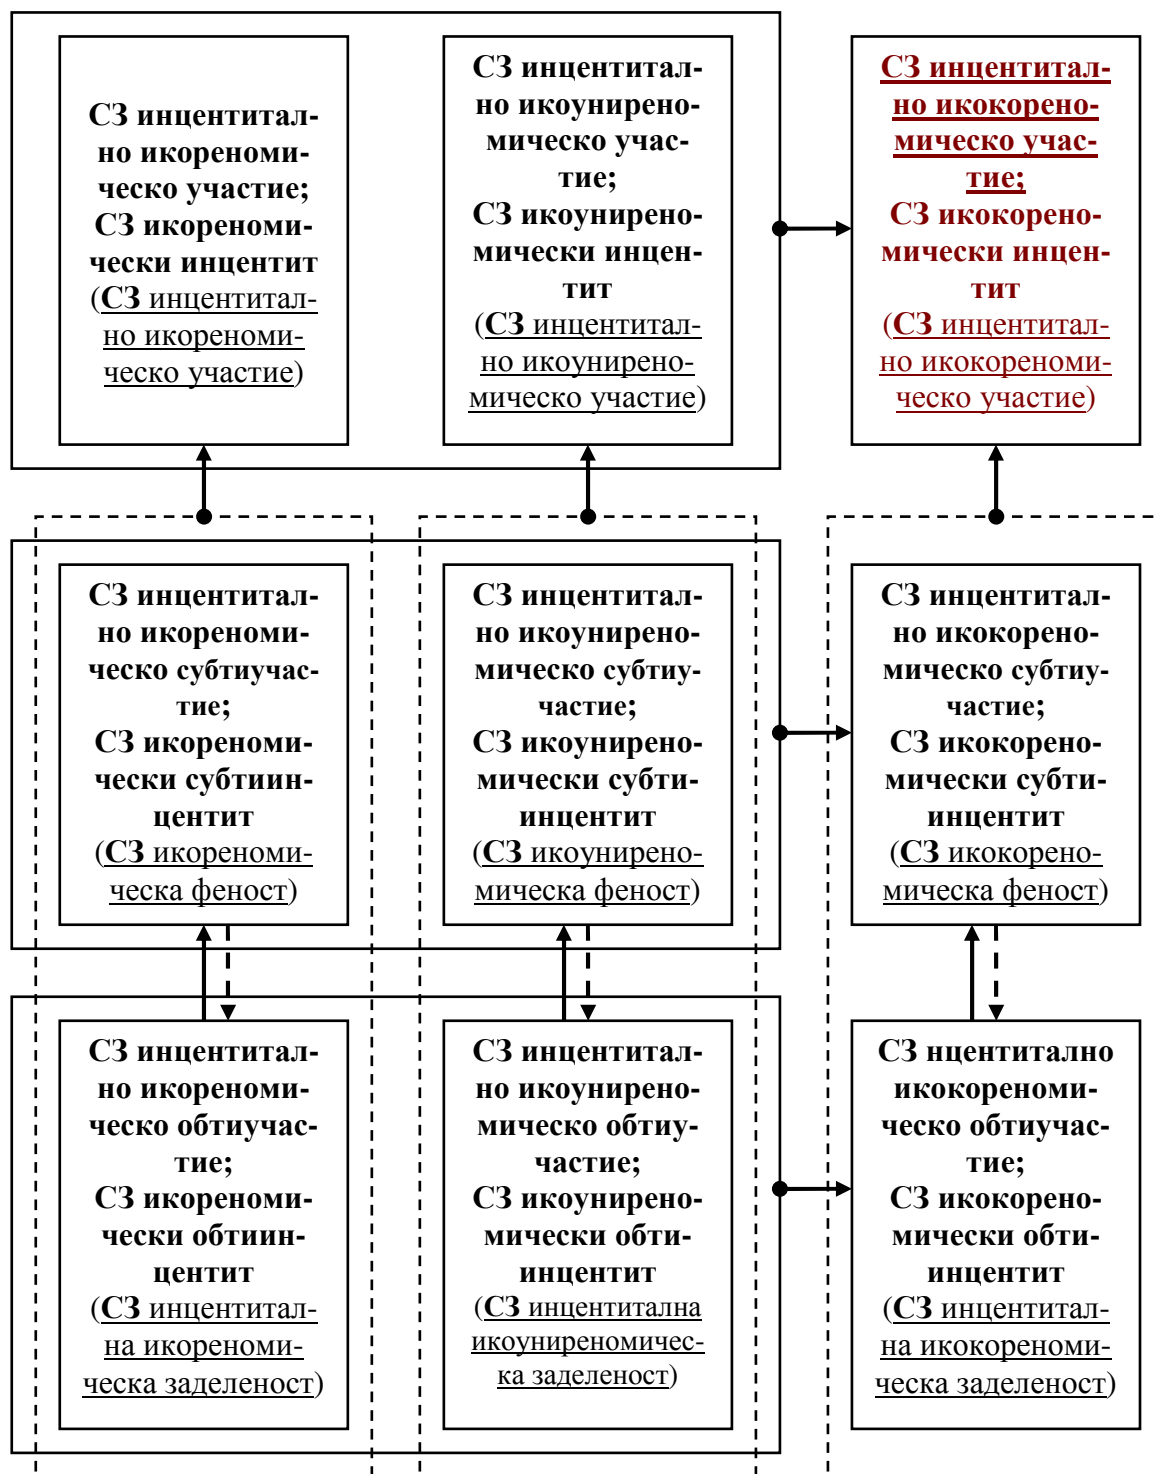 СЗ инцентитал-
но икореноми-
ческо участие;
СЗ икореноми-
чески инцентит
(СЗ инцентитал-
но икореноми-
ческо участие)
СЗ инцентитал-
но икоунирено-
мическо учас-
тие;
СЗ икоунирено-
мически инцен-
тит
(СЗ инцентитал-
но икоунирено-
мическо участие)
СЗ инцентитал-
но икокорено-
мическо учас-
тие;
СЗ икокорено-
мически инцен-
тит
(СЗ инцентитал-
но икокореноми-
ческо участие)
СЗ инцентитал-
но икореноми-
ческо субтиучас-
тие;
СЗ икореноми-
чески субтиин-
центит
(СЗ икореноми-
ческа феност)
СЗ инцентитал-
но икоунирено-
мическо субтиу-
частие;
СЗ икоунирено-
мически субти-
инцентит
(СЗ икоунирено-
мическа феност)
СЗ инцентитал-
но икокорено-
мическо субтиу-
частие;
СЗ икокорено-
мически субти-
инцентит
(СЗ икокорено-
мическа феност)
СЗ инцентитал-
но икореноми-
ческо обтиучас-
тие;
СЗ икореноми-
чески обтиин-
центит
(СЗ инцентитал-
на икореноми-
ческа заделеност)
СЗ инцентитал-
но икоунирено-
мическо обтиу-
частие;
СЗ икоунирено-
мически обти-
инцентит
(СЗ инцентитална
икоуниреномичес-
ка заделеност)
СЗ нцентитално
икокореноми-
ческо обтиучас-
тие;
СЗ икокорено-
мически обти-
инцентит
(СЗ инцентитал-
на икокореноми-
ческа заделеност)